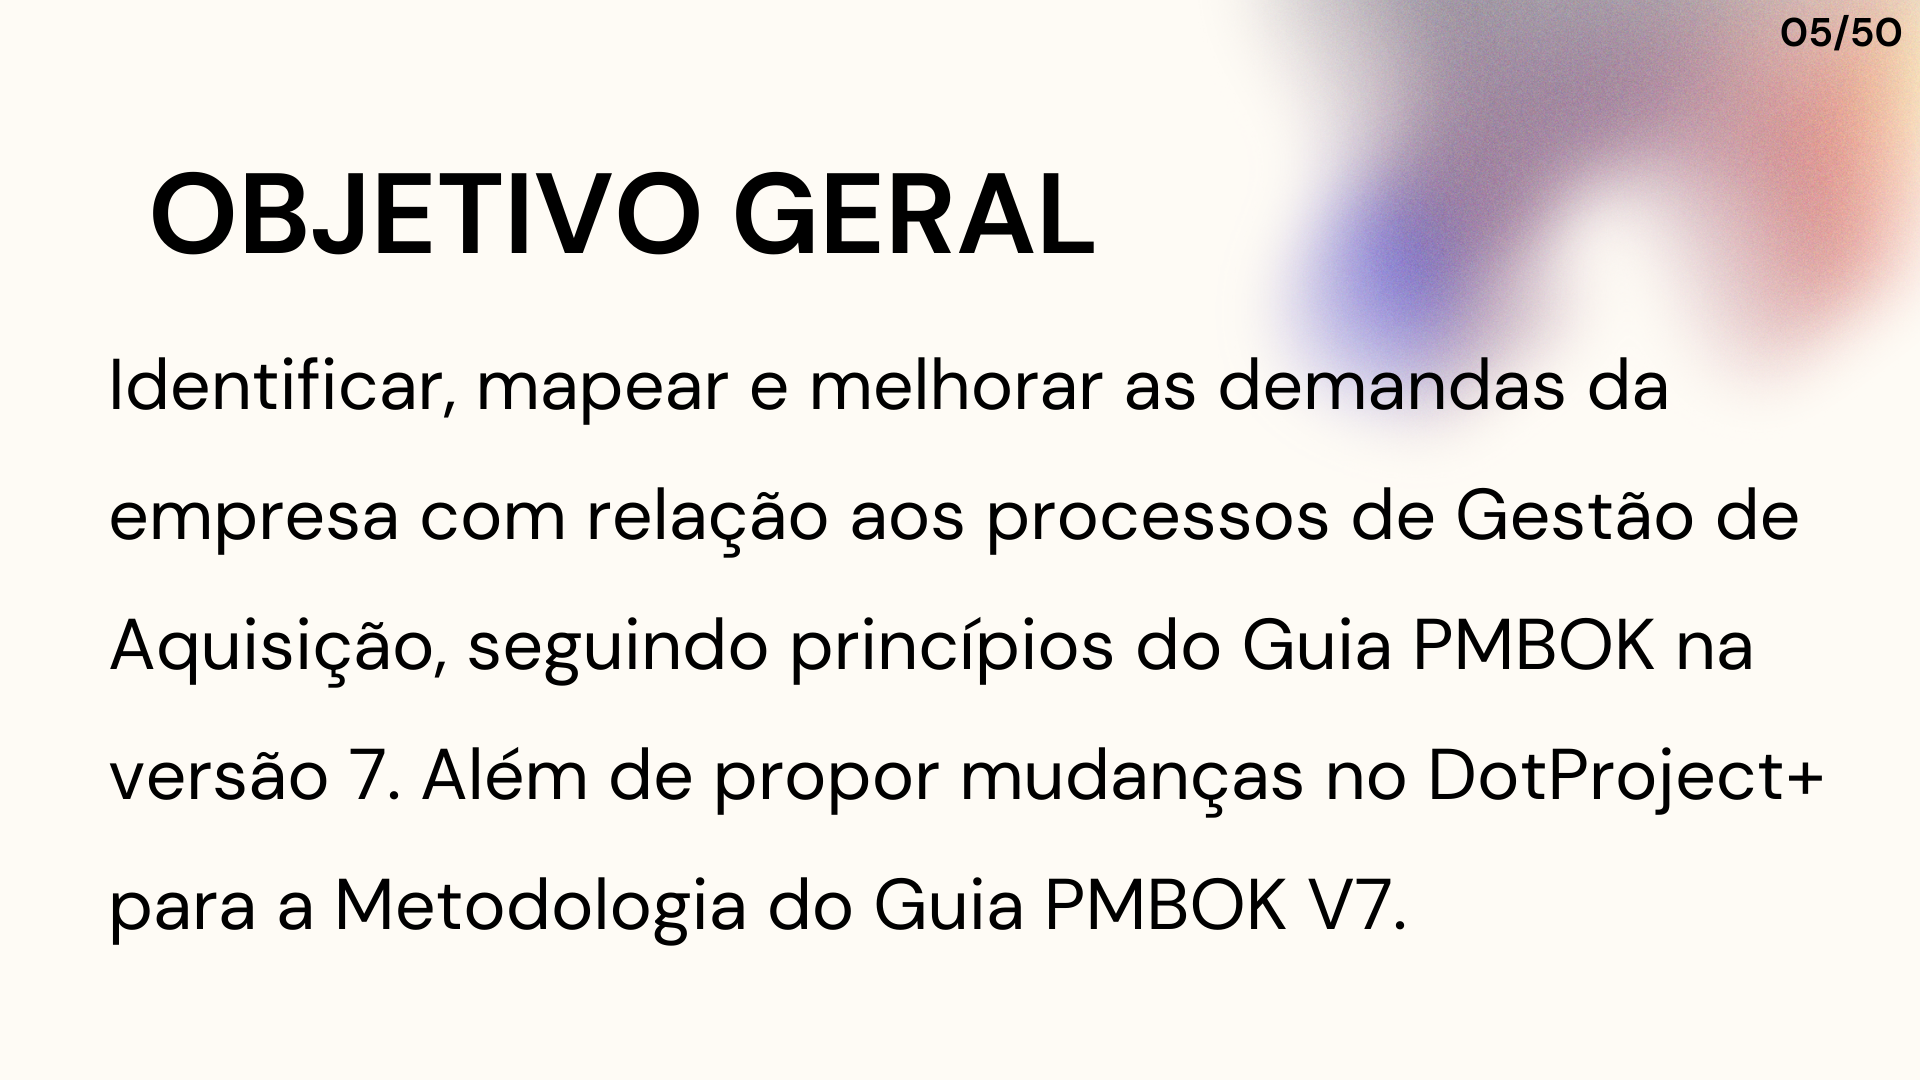 05/50
OBJETIVO GERAL
Identificar, mapear e melhorar as demandas da
empresa com relação aos processos de Gestão de
Aquisição, seguindo princípios do Guia PMBOK na
versão 7. Além de propor mudanças no DotProject+
para a Metodologia do Guia PMBOK V7.